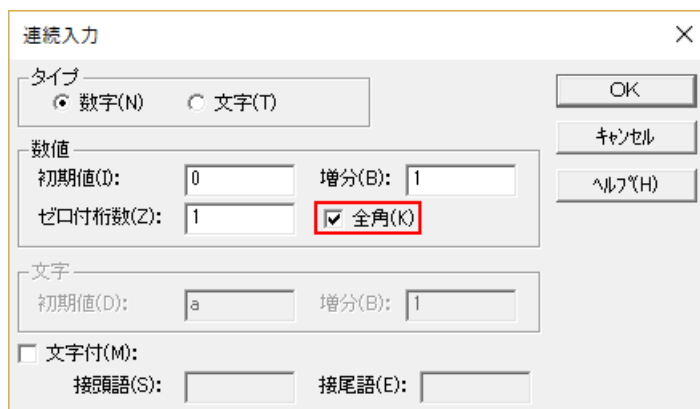 連続入力
タイプ
数字(N) 文字(T)
OK
キャンセル
ヘルプ(H)
数値
初期値(I): 0 増分(B): 1
ゼロ付桁数(Z): 1 全角(K)
文字
初期値(D): a 増分(B): 1
文字付(M):
接頭語(S): 接尾語(E):